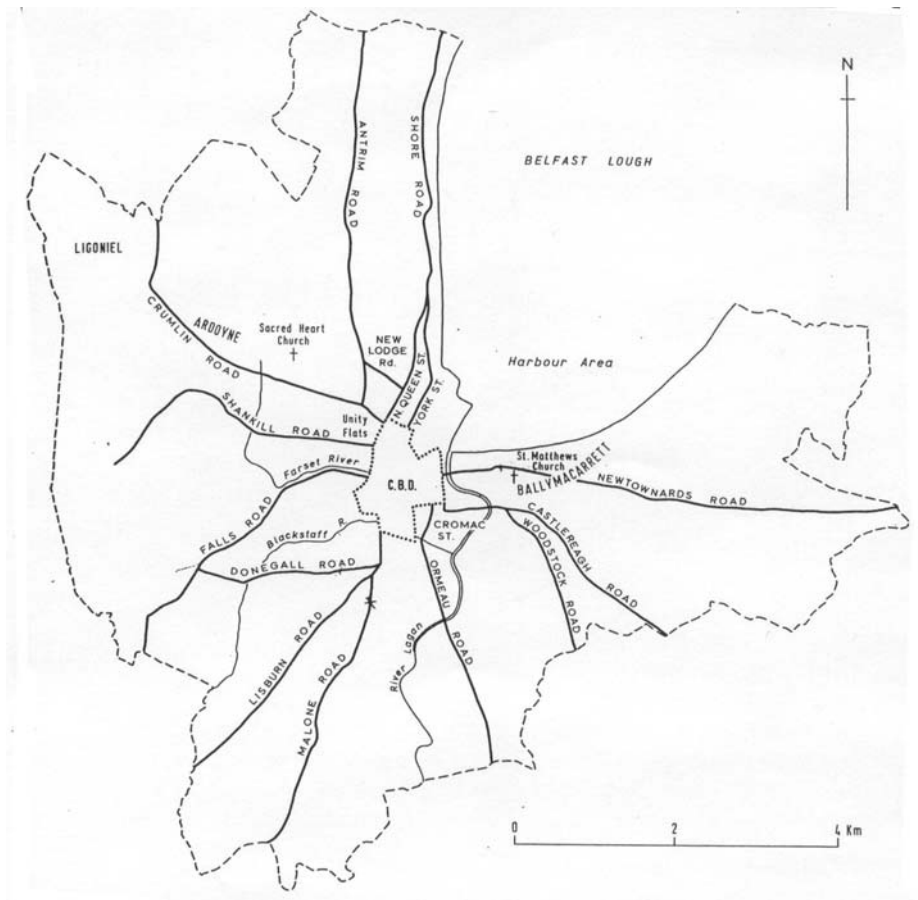 N
ANTRIM ROAD
SHORE ROAD
BELFAST LOUGH
LIGONIEL
CRUMLIN ROAD
ARDOYNE
Sacred Heart
Church
NEW
LODGE
Rd.
N. QUEEN ST.
YORK ST.
Harbour Area
SHANKILL ROAD
Unity
Flats
Farset River
C.B.D.
St. Matthews
Church
BALLYMACARRETT
NEWTOWNARDS ROAD
FALLS ROAD
Blackstaff R.
CROMAC
ST.
CASTLEREAGH ROAD
WOODSTOCK ROAD
DONEGALL ROAD
ORMEAU ROAD
LISBURN ROAD
MALONE ROAD
River Lagan
0 2 4 Km